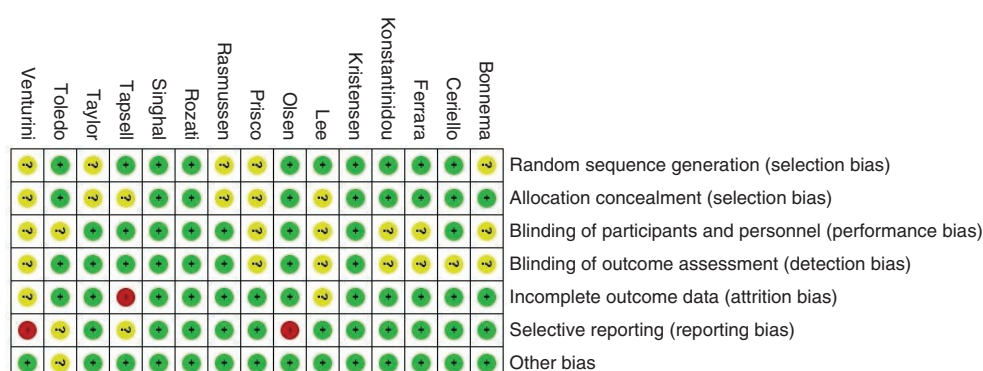 Venturini
Toledo
Taylor
Tapsell
Singhal
Rozati
Rasmussen
Prisco
Olsen
Lee
Kristensen
Konstantinidou
Ferrara
Ceriello
Bonnema
? + ? + + + ? ? + + + + + + ? Random sequence generation (selection bias)
? + ? ? + + ? ? + ? + + + + + Allocation concealment (selection bias)
? ? + + + + + ? + ? + ? ? + ? Blinding of participants and personnel (performance bias)
? + + + + + + ? + ? + ? ? ? ? Blinding of outcome assessment (detection bias)
? + + - + + + + + ? + + + + + Incomplete outcome data (attrition bias)
- ? + ? + + + + - + + + + + + Selective reporting (reporting bias)
+ ? + + + + + + + + + + + + + Other bias